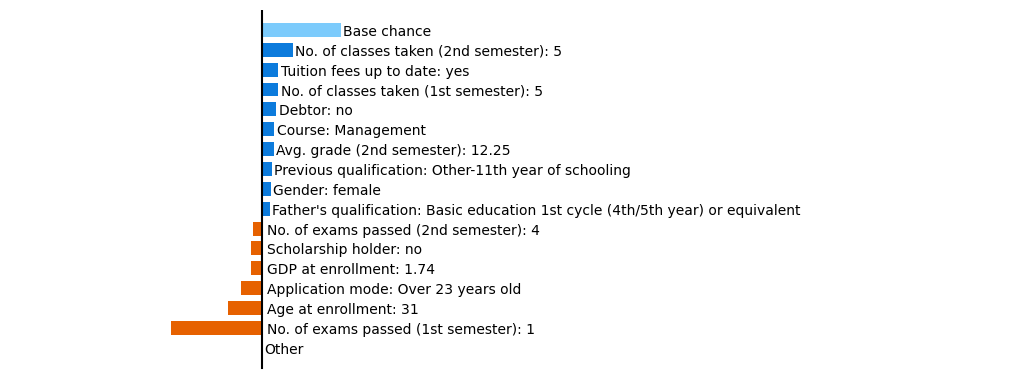 Base chance
No. of classes taken (2nd semester): 5
Tuition fees up to date: yes
No. of classes taken (1st semester): 5
Debtor: no
Course: Management
Avg. grade (2nd semester): 12.25
Previous qualification: Other-11th year of schooling
Gender: female
Father's qualification: Basic education 1st cycle (4th/5th year) or equivalent
No. of exams passed (2nd semester): 4
Scholarship holder: no
GDP at enrollment: 1.74
Application mode: Over 23 years old
Age at enrollment: 31
No. of exams passed (1st semester): 1
Other